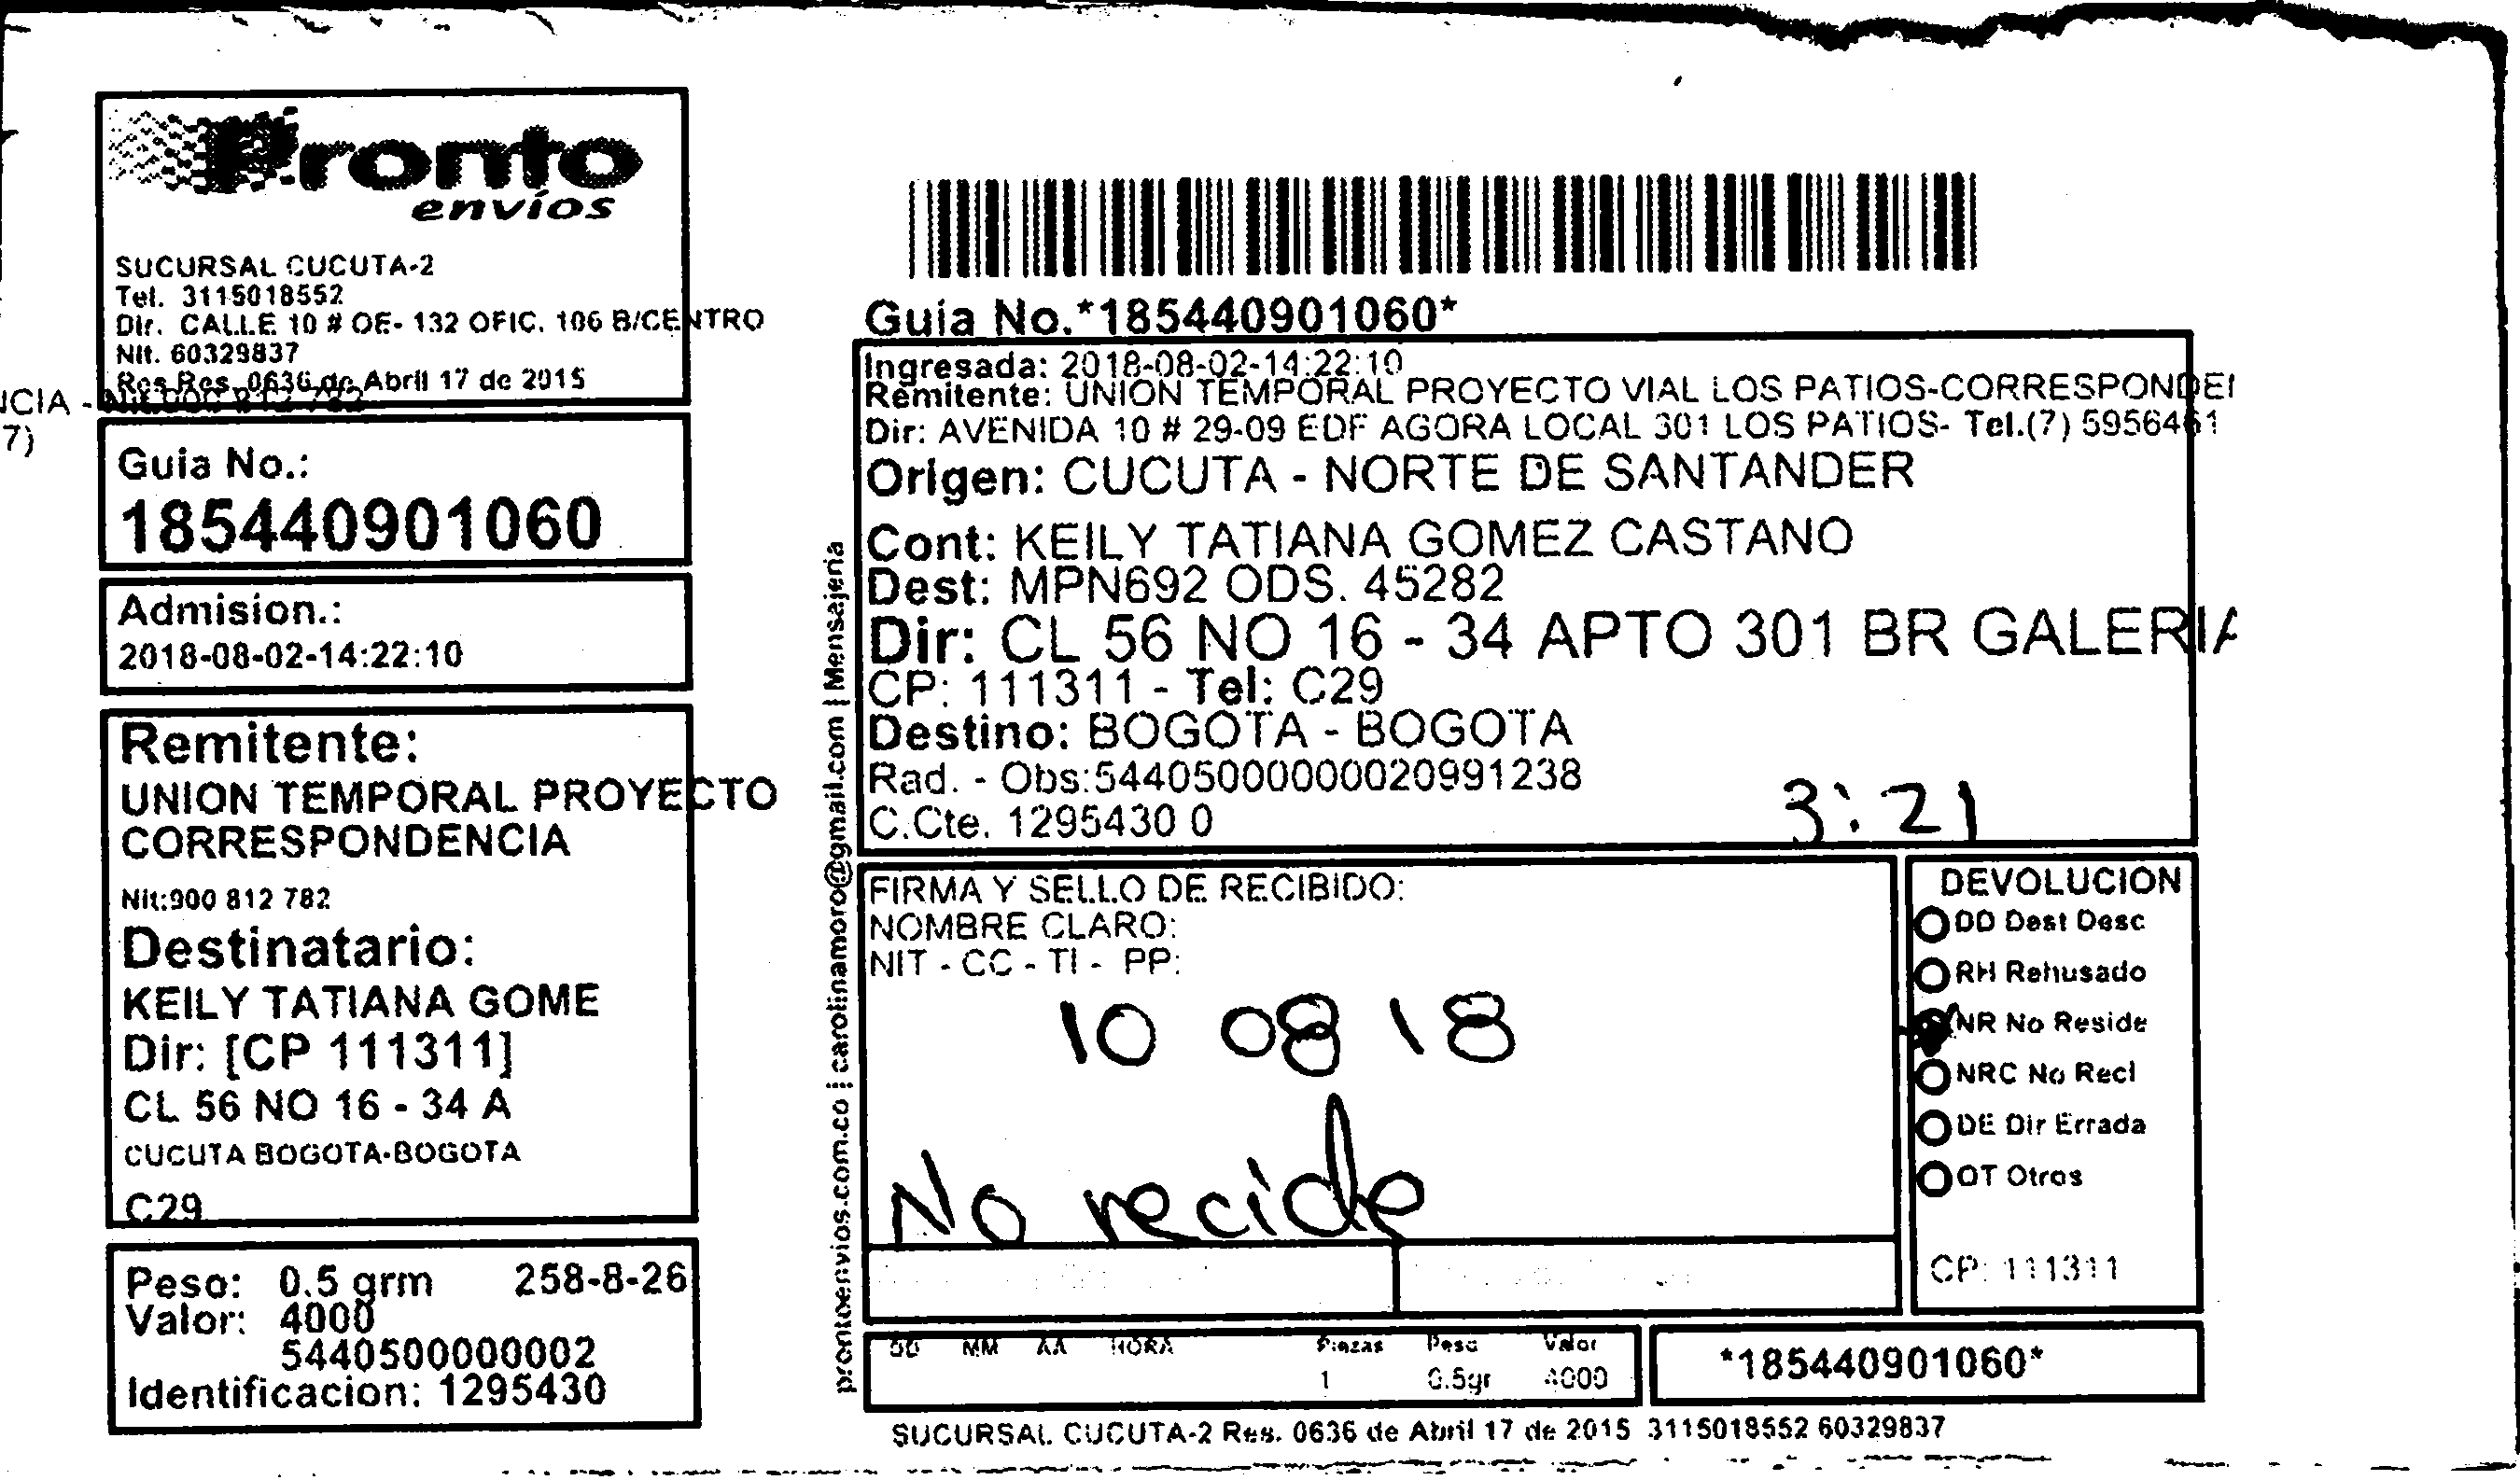 Pronto
envíos
SUCURSAL CUCUTA-2
Tel. 3115018552
Dir. CALLE 10 # OE- 132 OFIC. 106 B/CENTRO
Nit. 60329837
Res Res. 0636 de Abril 17 de 2015
NCIA - Nit:900 812 782
7)
Guia No.:
185440901060
Admision.:
2018-08-02-14:22:10
Remitente:
UNION TEMPORAL PROYECTO
CORRESPONDENCIA
Nit:900 812 782
Destinatario:
KEILY TATIANA GOME
Dir: [CP 111311]
CL 56 NO 16 - 34 A
CUCUTA BOGOTA-BOGOTA
C29
Peso: 0.5 grm 258-8-26
Valor: 4000
5440500000002
Identificacion: 1295430
prontoenvios.com.co | carolinamoro@gmail.com | Mensajeria
Guia No.*185440901060*
Ingresada: 2018-08-02-14:22:10
Remitente: UNION TEMPORAL PROYECTO VIAL LOS PATIOS-CORRESPONDEN
Dir: AVENIDA 10 # 29-09 EDF AGORA LOCAL 301 LOS PATIOS- Tel.(7) 5956461
Origen: CUCUTA - NORTE DE SANTANDER
Cont: KEILY TATIANA GOMEZ CASTANO
Dest: MPN692 ODS. 45282
Dir: CL 56 NO 16 - 34 APTO 301 BR GALERIA
CP: 111311 - Tel: C29
Destino: BOGOTA - BOGOTA
Rad. - Obs:544050000000020991238
C.Cte. 1295430 0
3:21
FIRMA Y SELLO DE RECIBIDO:
NOMBRE CLARO:
NIT - CC - TI - PP:
10 08 18
No recide
DEVOLUCION
DD Dest Desc
RH Rehusado
NR No Reside
NRC No Recl
DE Dir Errada
OT Otros
CP: 111311
DD MM AA HORA Piezas Peso Valor
1 0.5gr 4000
*185440901060*
SUCURSAL CUCUTA-2 Res. 0636 de Abril 17 de 2015 3115018552 60329837